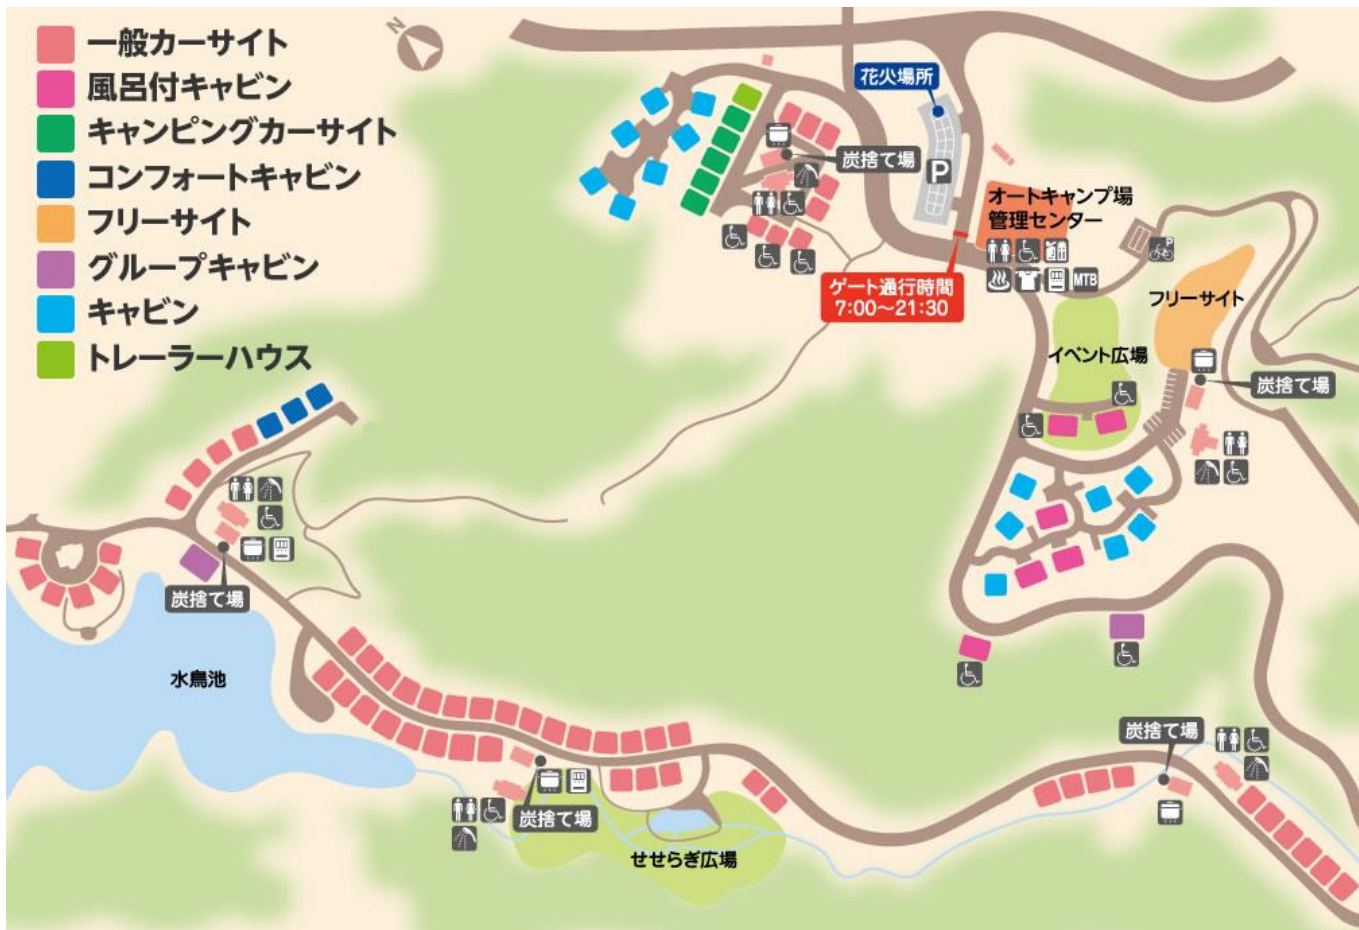 一般カーサイト
風呂付キャビン
キャンピングカーサイト
コンフォートキャビン
フリーサイト
グループキャビン
キャビン
トレーラーハウス
N
花火場所
炭捨て場
P
オートキャンプ場
管理センター
P
MTB
ゲート通行時間
7:00～21:30
フリーサイト
イベント広場
炭捨て場
炭捨て場
水鳥池
炭捨て場
炭捨て場
せせらぎ広場